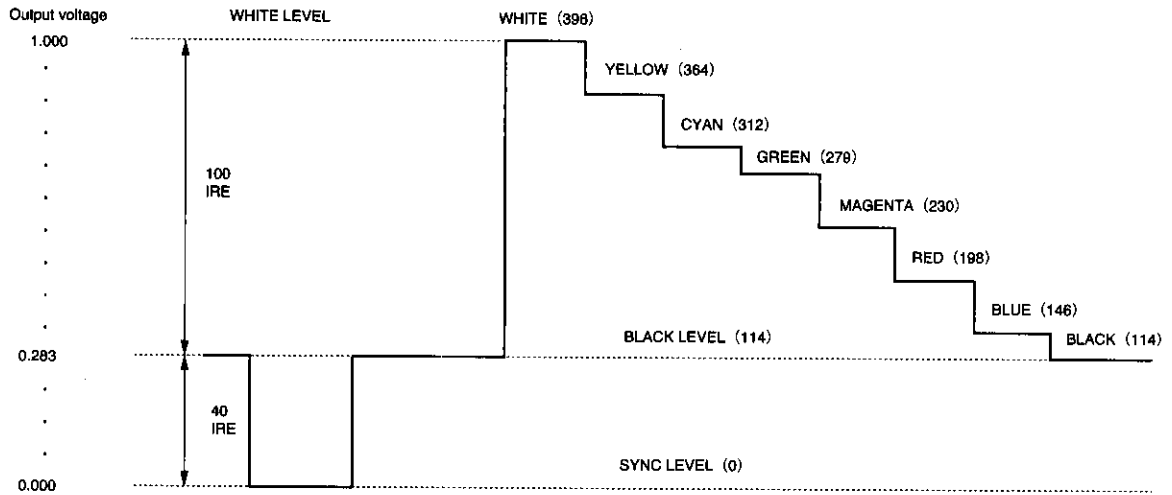 Output voltage
WHITE LEVEL
WHITE (396)
1.000
YELLOW (364)
CYAN (312)
GREEN (279)
100
IRE
MAGENTA (230)
RED (198)
BLUE (146)
BLACK LEVEL (114)
BLACK (114)
0.283
40
IRE
SYNC LEVEL (0)
0.000